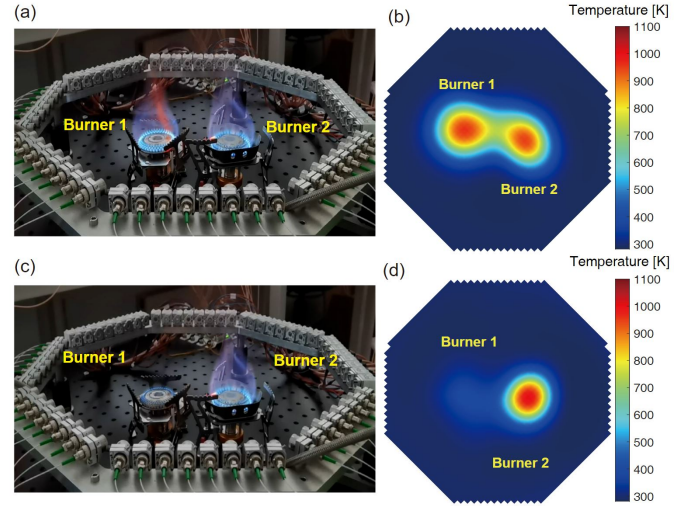 (a)
Burner 1
Burner 2
(b)
Temperature [K]
Burner 1
Burner 2
1100
1000
900
800
700
600
500
400
300
(c)
Burner 1
Burner 2
(d)
Temperature [K]
Burner 1
Burner 2
1100
1000
900
800
700
600
500
400
300